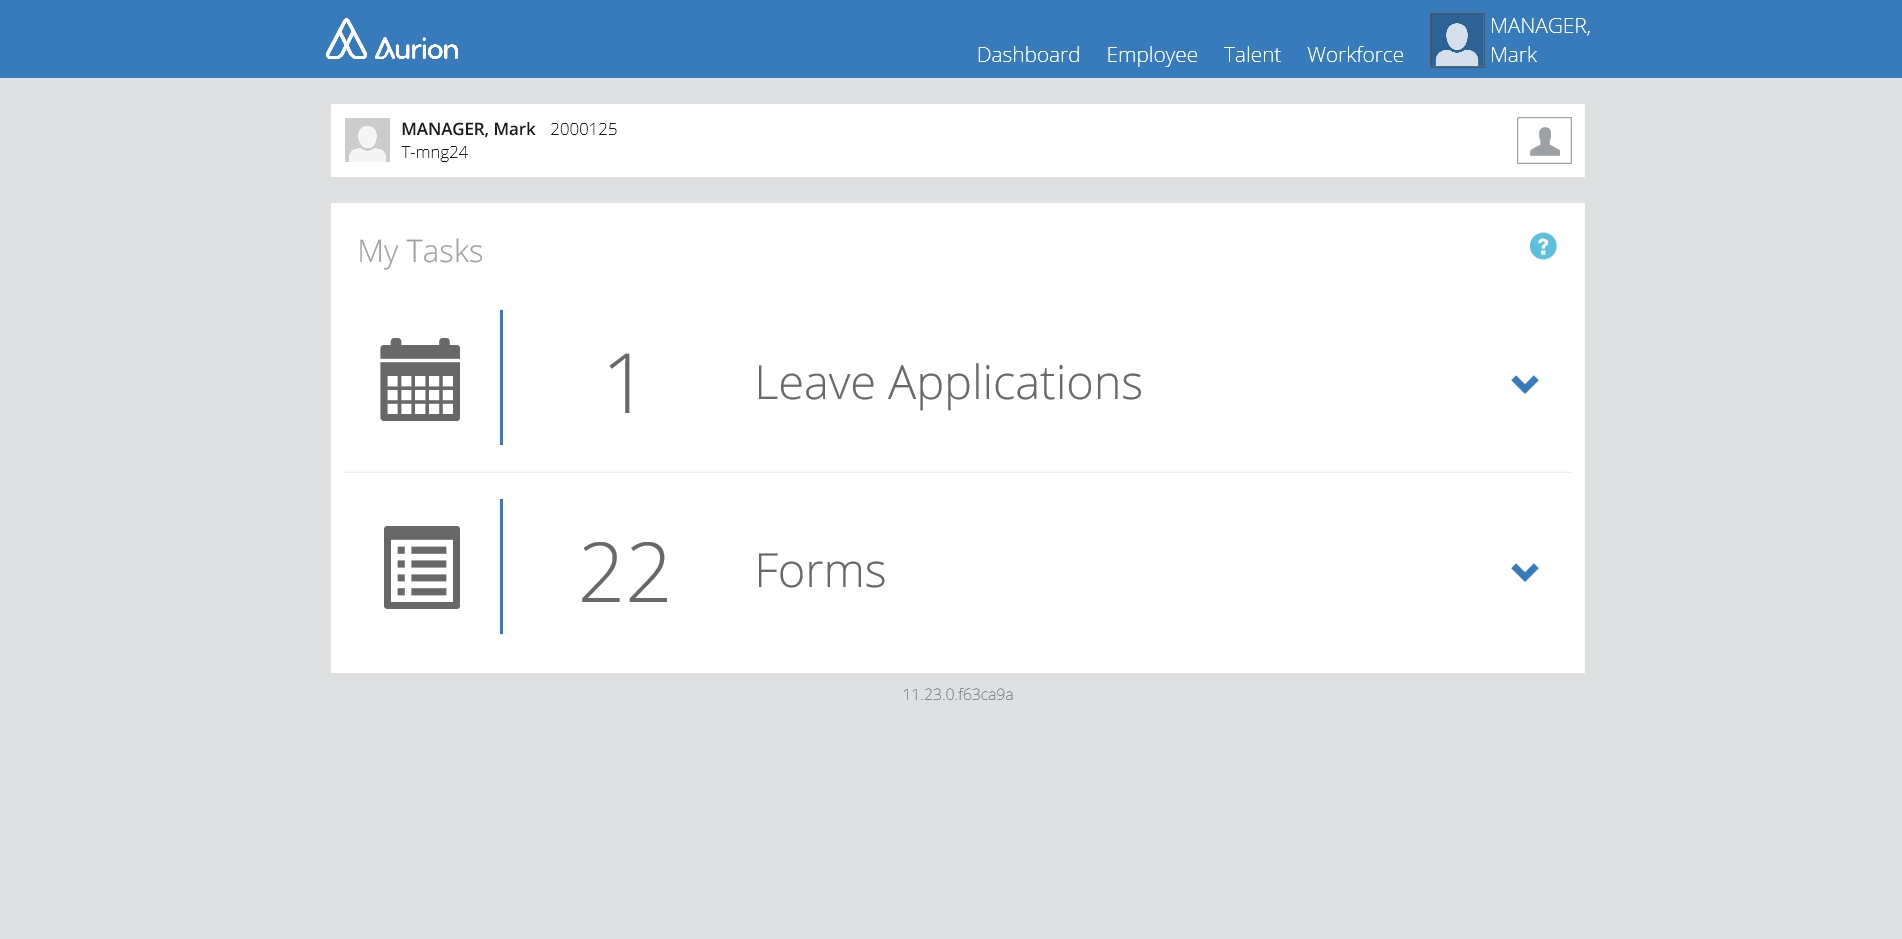 Aurion
Dashboard Employee Talent Workforce MANAGER,
Mark
MANAGER, Mark 2000125
T-mng24
My Tasks
?
1 Leave Applications
22 Forms
11.23.0.f63ca9a